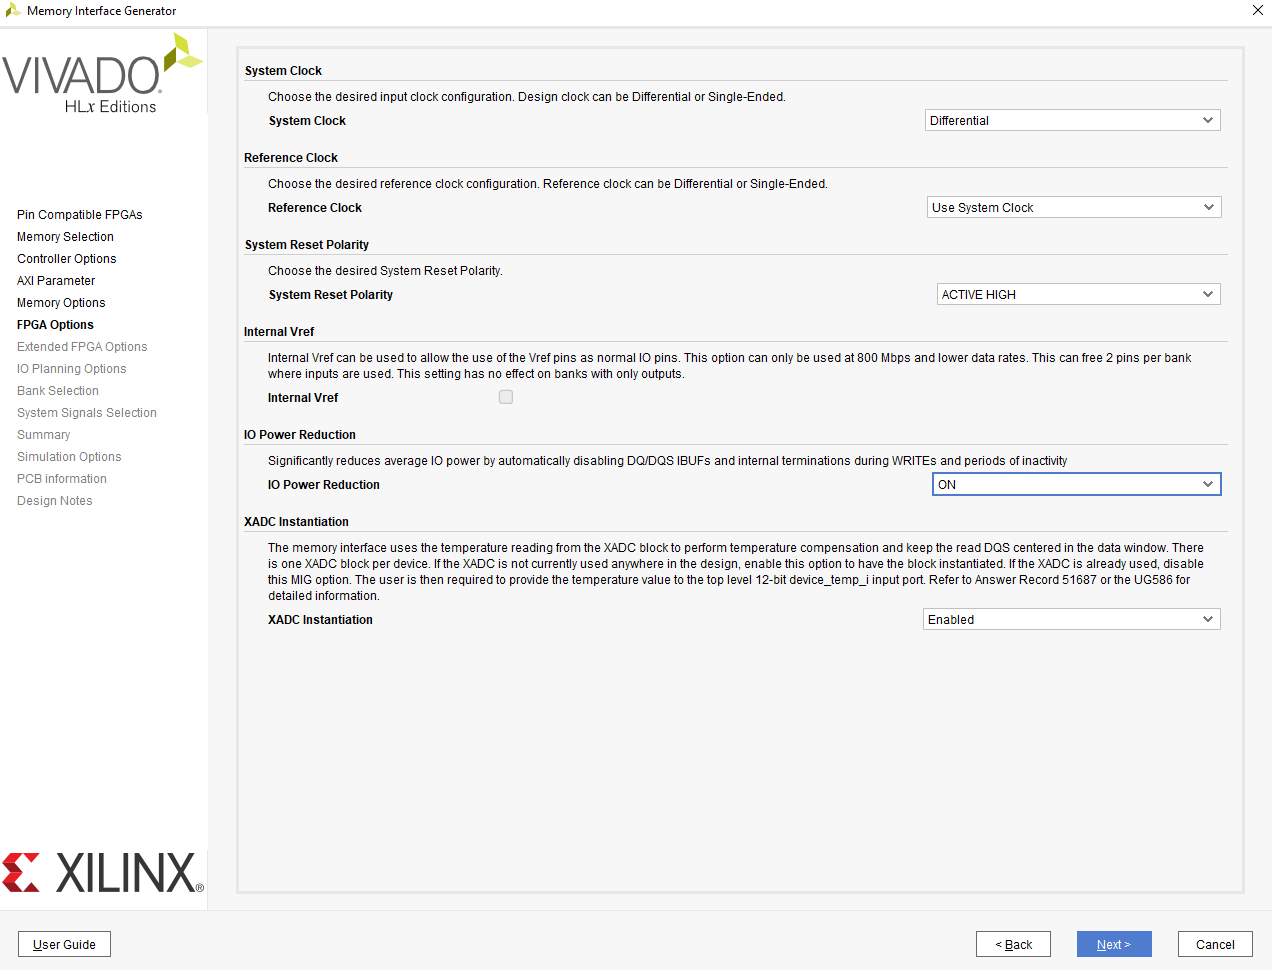 Memory Interface Generator
VIVADO.
HLx Editions
Pin Compatible FPGAs
Memory Selection
Controller Options
AXI Parameter
Memory Options
FPGA Options
Extended FPGA Options
IO Planning Options
Bank Selection
System Signals Selection
Summary
Simulation Options
PCB information
Design Notes
XILINX®
System Clock
Choose the desired input clock configuration. Design clock can be Differential or Single-Ended.
System Clock Differential
Reference Clock
Choose the desired reference clock configuration. Reference clock can be Differential or Single-Ended.
Reference Clock Use System Clock
System Reset Polarity
Choose the desired System Reset Polarity.
System Reset Polarity ACTIVE HIGH
Internal Vref
Internal Vref can be used to allow the use of the Vref pins as normal IO pins. This option can only be used at 800 Mbps and lower data rates. This can free 2 pins per bank
where inputs are used. This setting has no effect on banks with only outputs.
Internal Vref
IO Power Reduction
Significantly reduces average IO power by automatically disabling DQ/DQS IBUFs and internal terminations during WRITEs and periods of inactivity
IO Power Reduction ON
XADC Instantiation
The memory interface uses the temperature reading from the XADC block to perform temperature compensation and keep the read DQS centered in the data window. There
is one XADC block per device. If the XADC is not currently used anywhere in the design, enable this option to have the block instantiated. If the XADC is already used, disable
this MIG option. The user is then required to provide the temperature value to the top level 12-bit device_temp_i input port. Refer to Answer Record 51687 or the UG586 for
detailed information.
XADC Instantiation Enabled
User Guide
< Back
Next >
Cancel